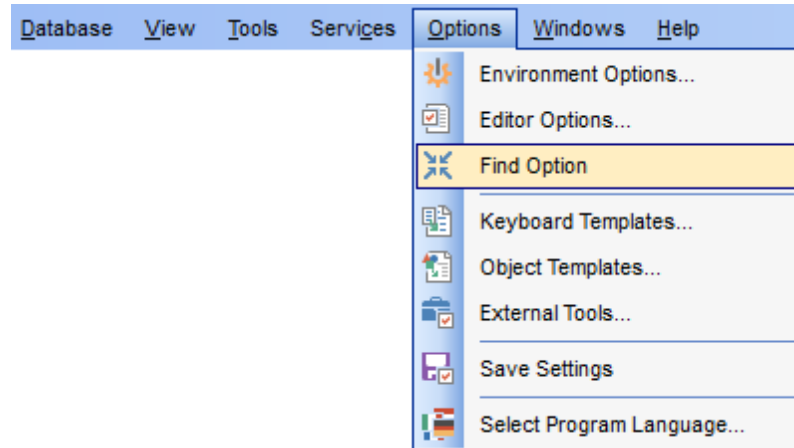 Database View Tools Services Options Windows Help
Environment Options...
Editor Options...
Find Option
Keyboard Templates...
Object Templates...
External Tools...
Save Settings
Select Program Language...